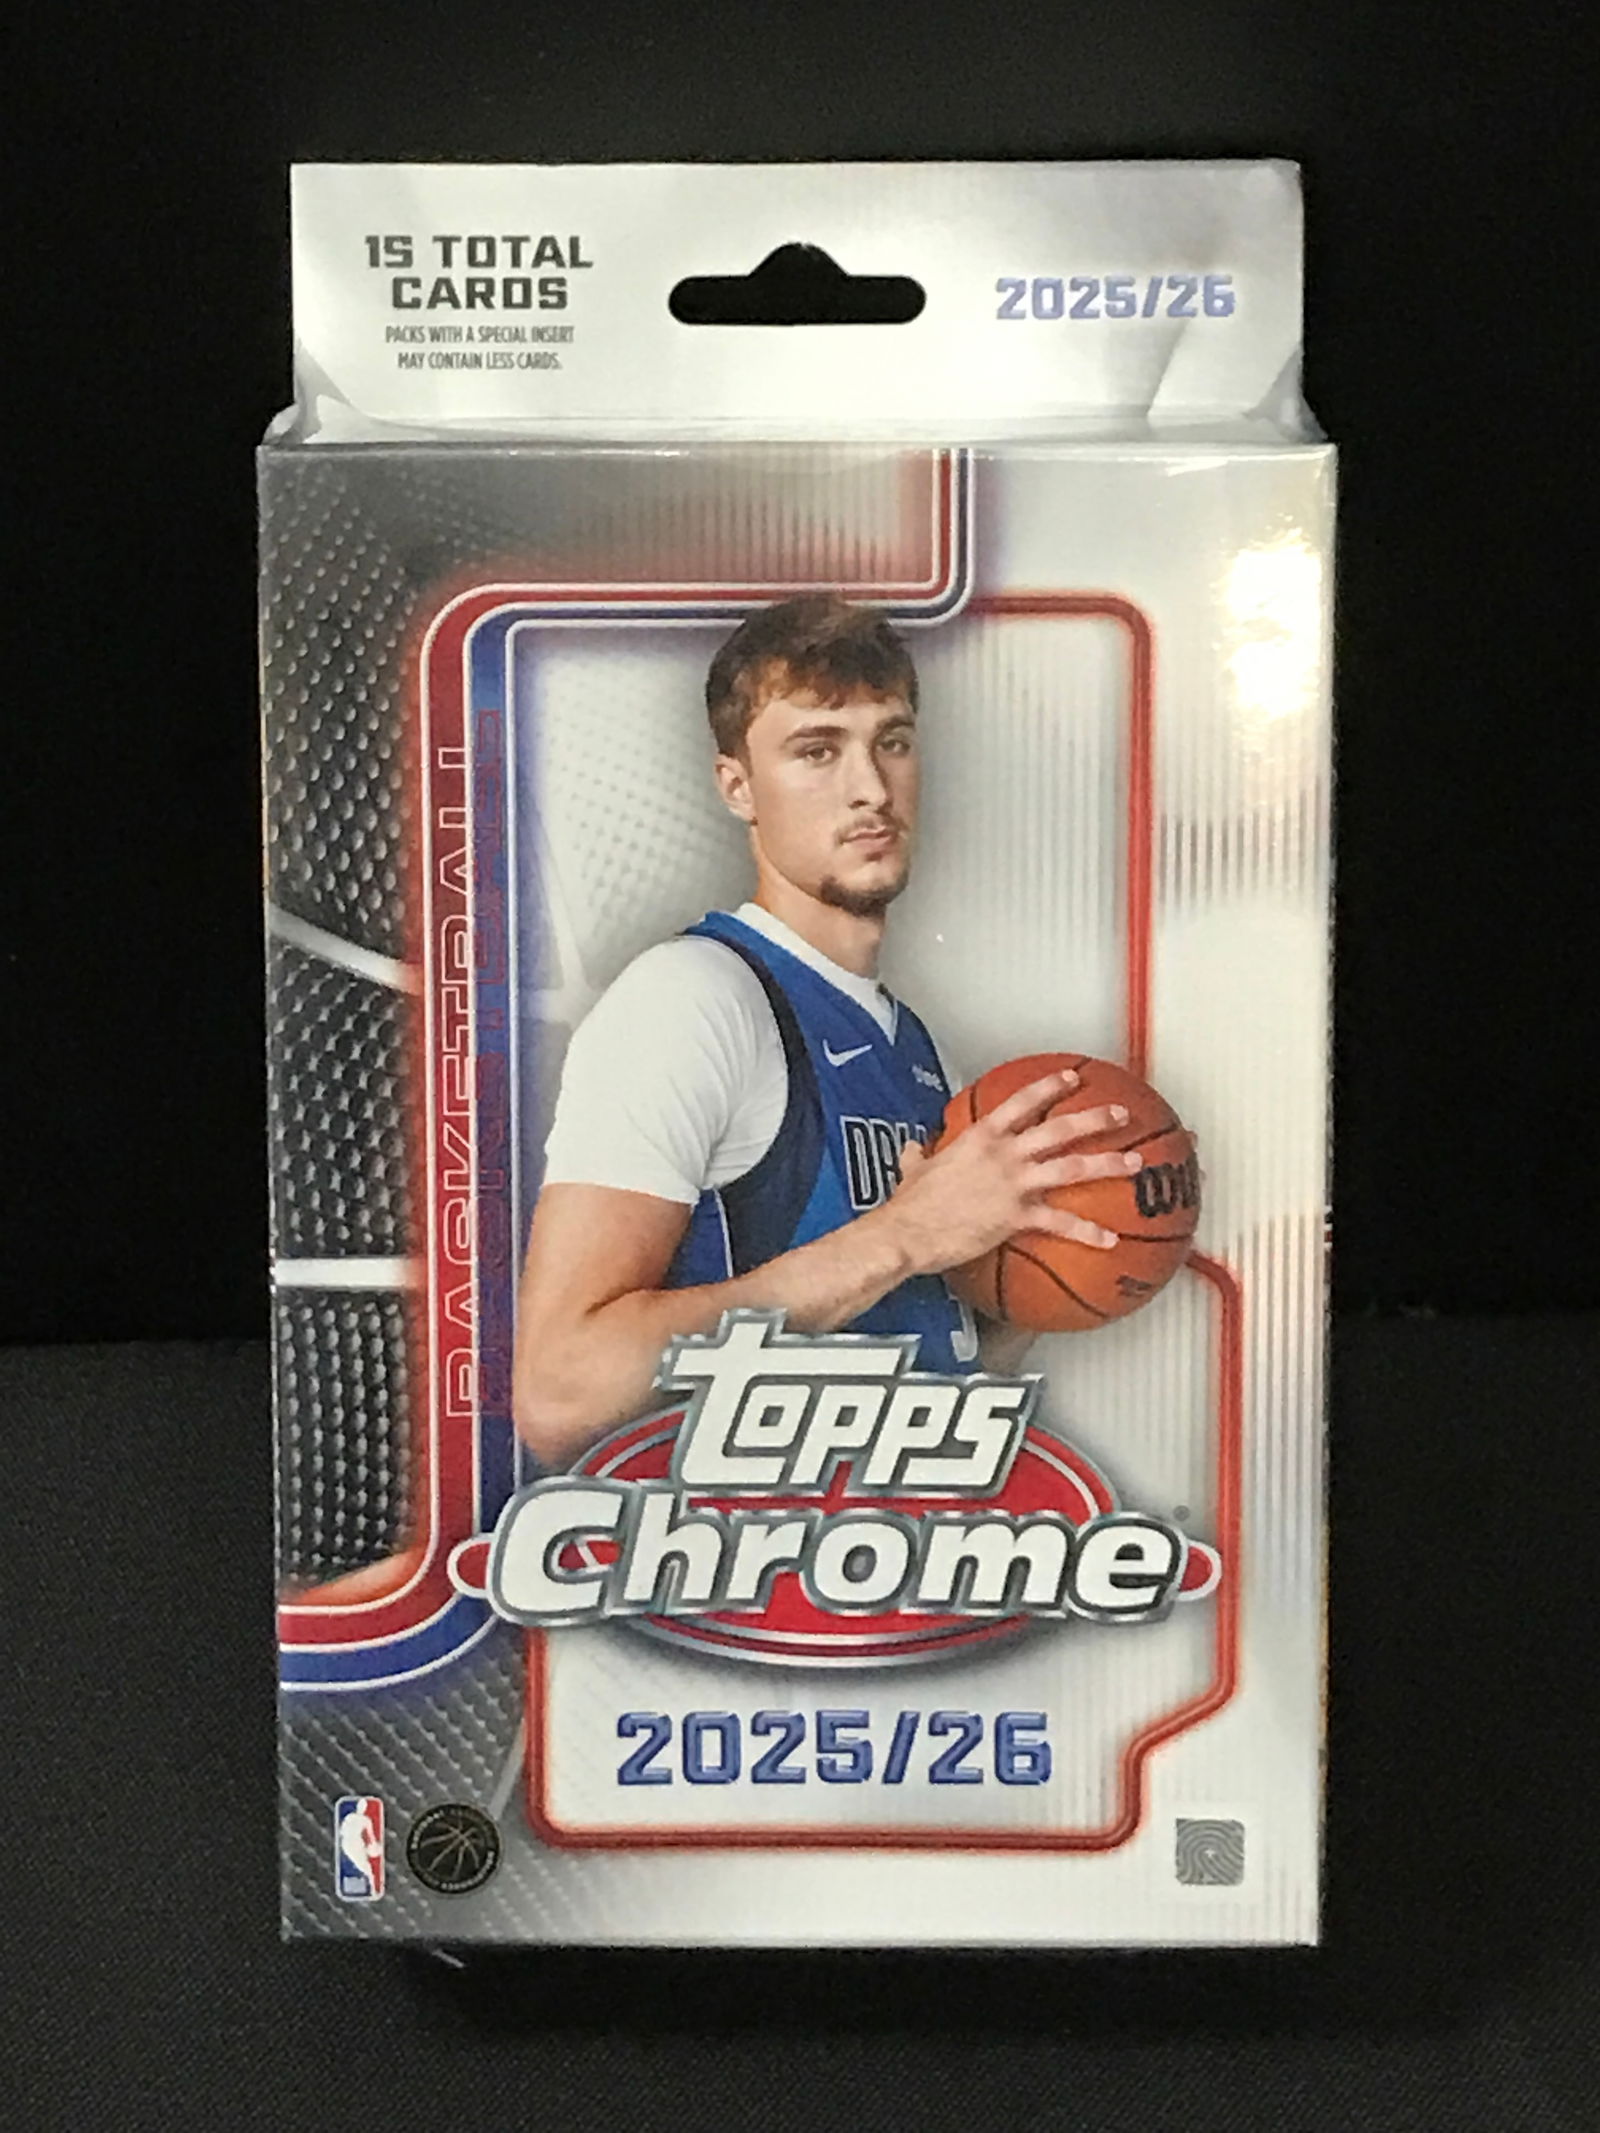 15 TOTAL
CARDS
PACKS WITH A SPECIAL INSERT
MAY CONTAIN LESS CARDS.
2025/26
BASKETBALL
topps
Chrome®
2025/26